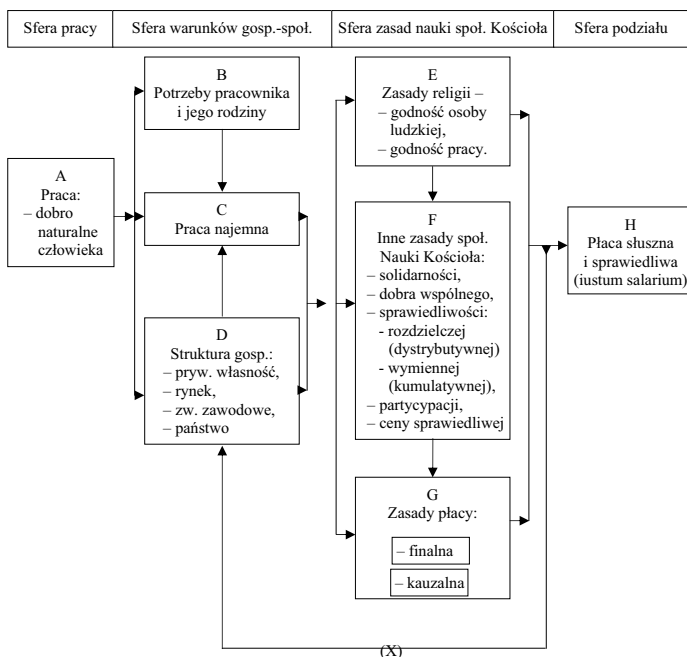 Sfera pracy
Sfera warunków gosp.-społ.
Sfera zasad nauki społ. Kościoła
Sfera podziału
A
Praca:
– dobro
naturalne
człowieka
B
Potrzeby pracownika
i jego rodziny
C
Praca najemna
D
Struktura gosp.:
– pryw. własność,
– rynek,
– zw. zawodowe,
– państwo
E
Zasady religii –
– godność osoby
ludzkiej,
– godność pracy.
F
Inne zasady społ.
Nauki Kościoła:
– solidarności,
– dobra wspólnego,
– sprawiedliwości:
- rozdzielczej
(dystrybutywnej)
- wymiennej
(kumulatywnej),
– partycypacji,
– ceny sprawiedliwej
G
Zasady płacy:
– finalna
– kauzalna
H
Płaca słuszna
i sprawiedliwa
(iustum salarium)
(X)